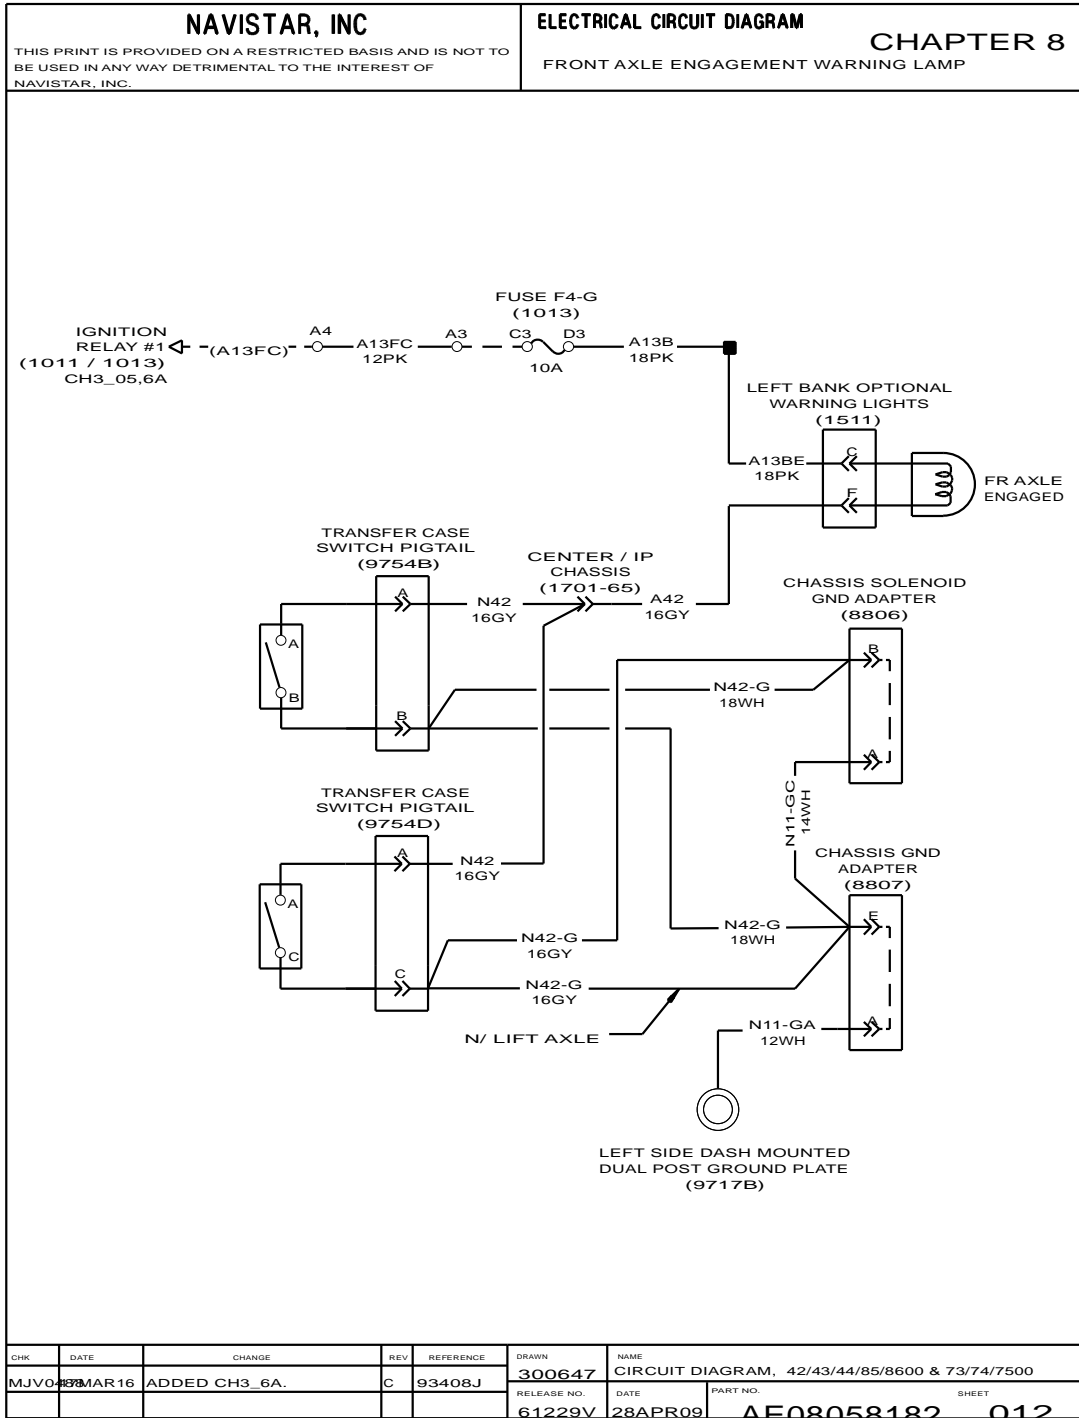 NAVISTAR, INC
THIS PRINT IS PROVIDED ON A RESTRICTED BASIS AND IS NOT TO
BE USED IN ANY WAY DETRIMENTAL TO THE INTEREST OF
NAVISTAR, INC.
ELECTRICAL CIRCUIT DIAGRAM
CHAPTER 8
FRONT AXLE ENGAGEMENT WARNING LAMP
FUSE F4-G
(1013)
IGNITION
RELAY #1
(1011 / 1013)
CH3_05,6A
(A13FC)
A4
A13FC
12PK
A3
C3
D3
10A
A13B
18PK
LEFT BANK OPTIONAL
WARNING LIGHTS
(1511)
A13BE
18PK
C
F
FR AXLE
ENGAGED
TRANSFER CASE
SWITCH PIGTAIL
(9754B)
CENTER / IP
CHASSIS
(1701-65)
A
N42
16GY
A42
16GY
A
B
B
CHASSIS SOLENOID
GND ADAPTER
(8806)
B
N42-G
18WH
A
N11-GC
14WH
TRANSFER CASE
SWITCH PIGTAIL
(9754D)
A
N42
16GY
A
C
C
CHASSIS GND
ADAPTER
(8807)
E
N42-G
18WH
N42-G
16GY
N42-G
16GY
N/ LIFT AXLE
N11-GA
12WH
A
LEFT SIDE DASH MOUNTED
DUAL POST GROUND PLATE
(9717B)
CHK DATE CHANGE REV REFERENCE
MAR16 ADDED CH3_6A. C 93408J
DRAWN
300647
NAME
CIRCUIT DIAGRAM, 42/43/44/85/8600 & 73/74/7500
RELEASE NO.
61229V
DATE
28APR09
PART NO.
AE08058182
SHEET
012